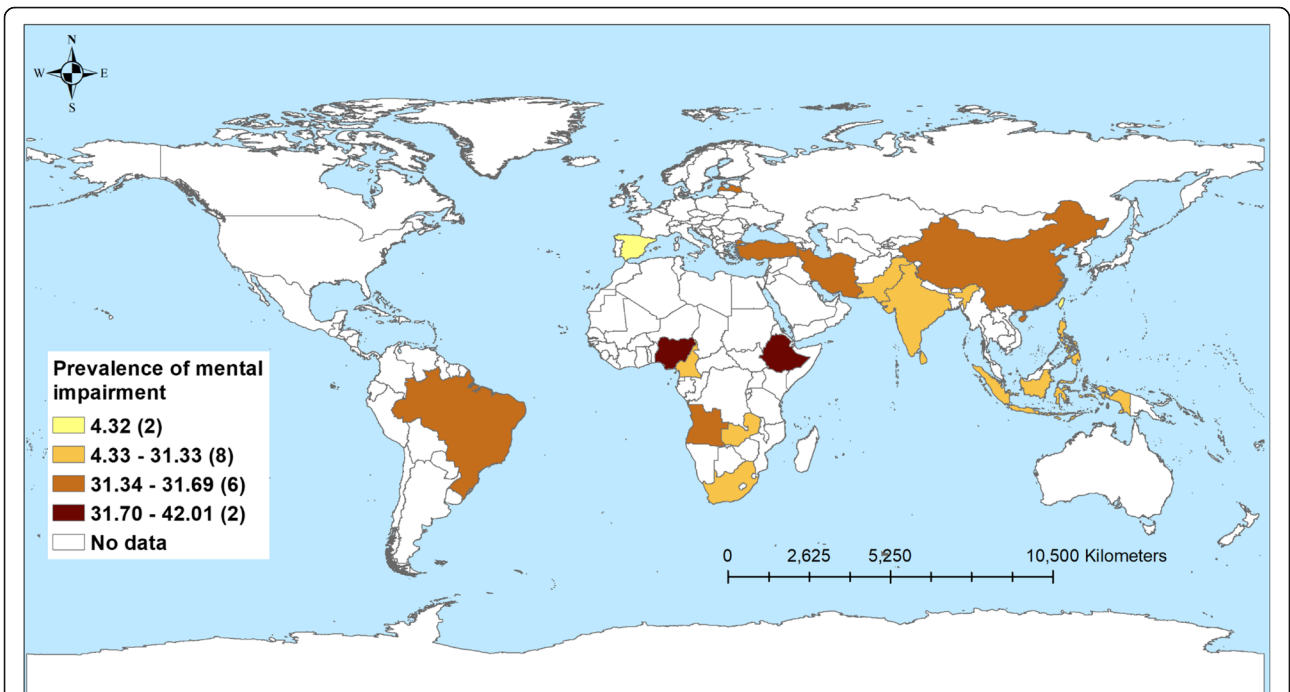 N
W E
S
Prevalence of mental
impairment
4.32 (2)
4.33 - 31.33 (8)
31.34 - 31.69 (6)
31.70 - 42.01 (2)
No data
0 2,625 5,250 10,500 Kilometers